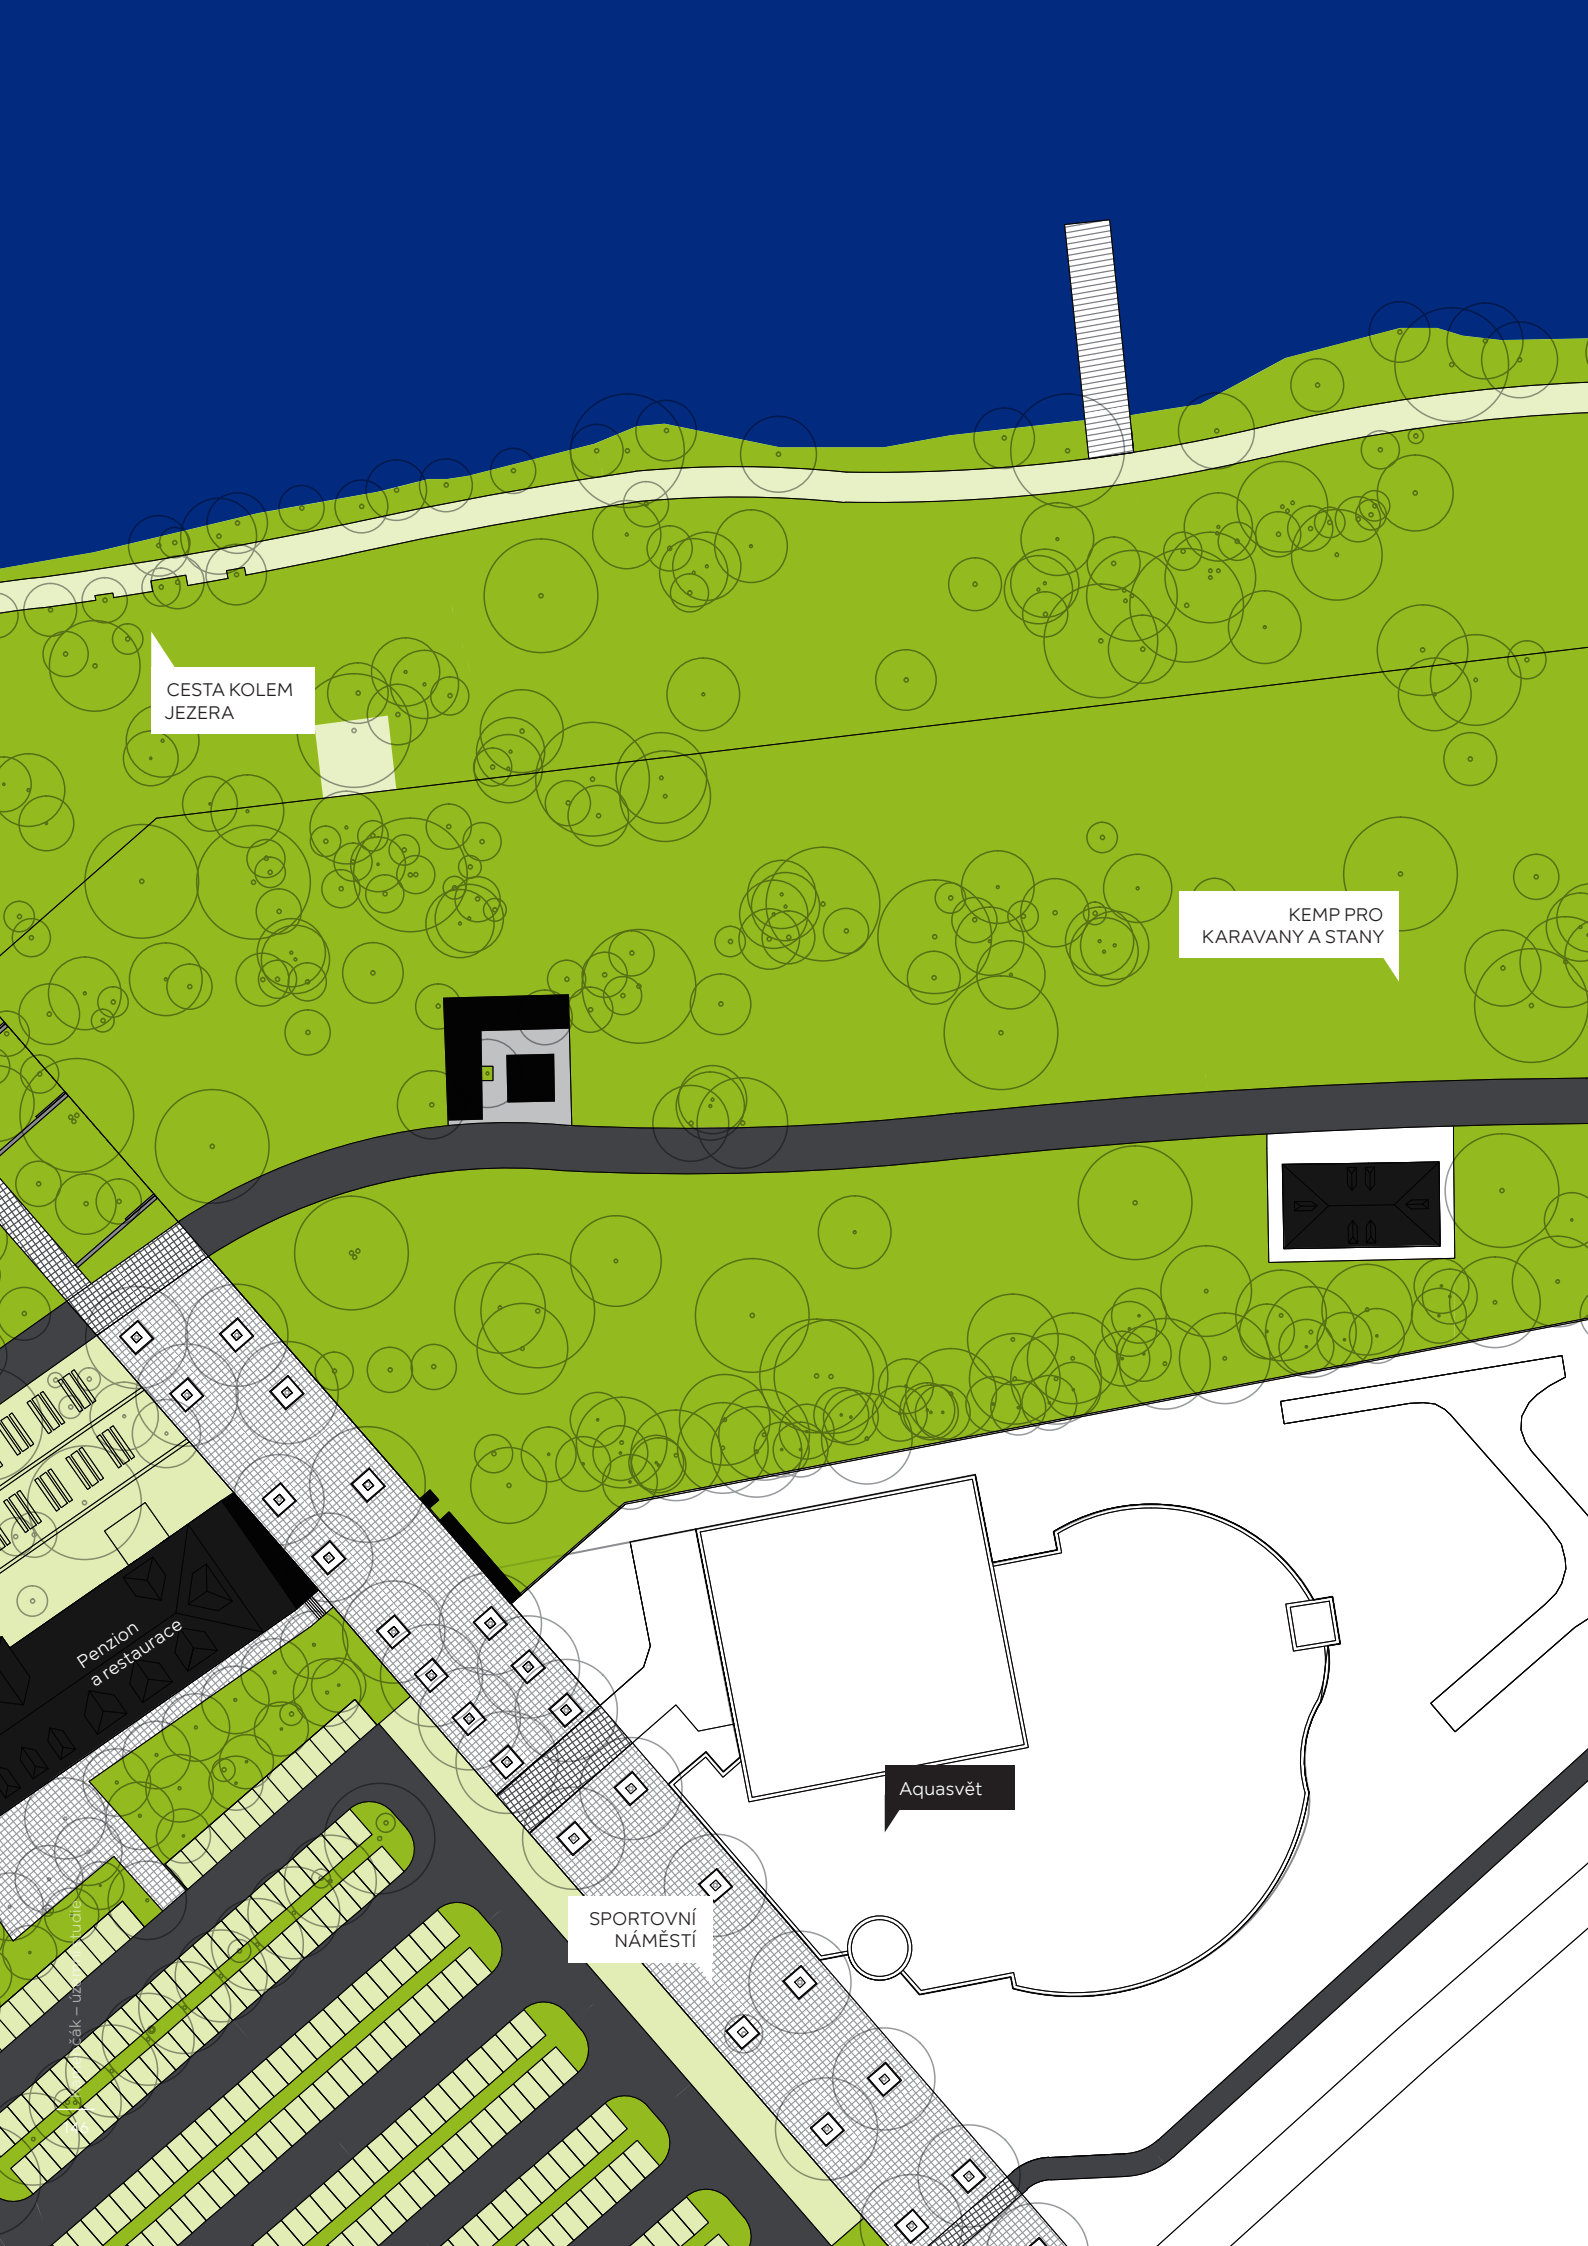 CESTA KOLEM
JEZERA
KEMP PRO
KARAVANY A STANY
Penzion
a restaurace
Aquasvět
SPORTOVNÍ
NÁMĚSTÍ